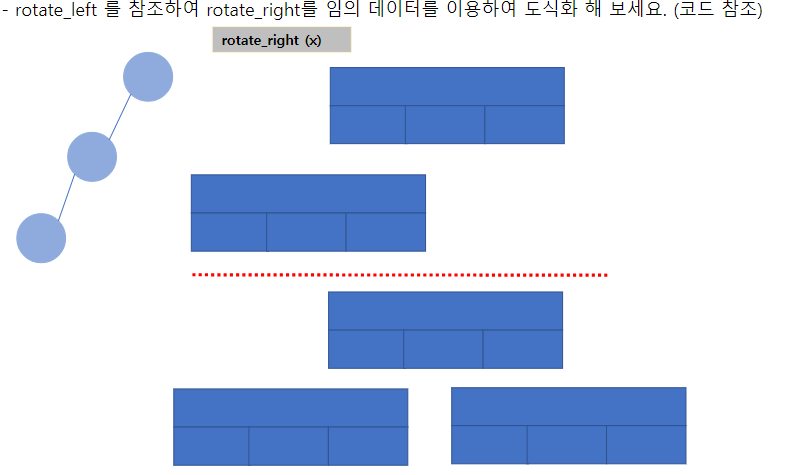 - rotate_left 를 참조하여 rotate_right를 임의 데이터를 이용하여 도식화 해 보세요. (코드 참조)
rotate_right (x)